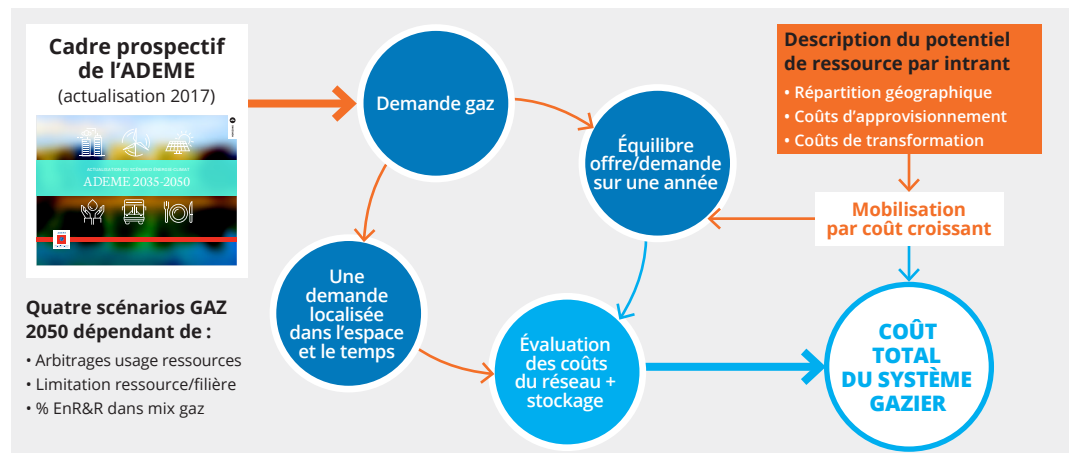 Cadre prospectif
de l’ADEME
(actualisation 2017)
ADEME 2035-2050
Quatre scénarios GAZ
2050 dépendant de :
• Arbitrages usage ressources
• Limitation ressource/filière
• % EnR&R dans mix gaz
Demande gaz
Une
demande
localisée
dans l’espace
et le temps
Équilibre
offre/demande
sur une année
Évaluation
des coûts
du réseau +
stockage
Description du potentiel
de ressource par intrant
• Répartition géographique
• Coûts d’approvisionnement
• Coûts de transformation
Mobilisation
par coût croissant
COÛT
TOTAL
DU SYSTÈME
GAZIER